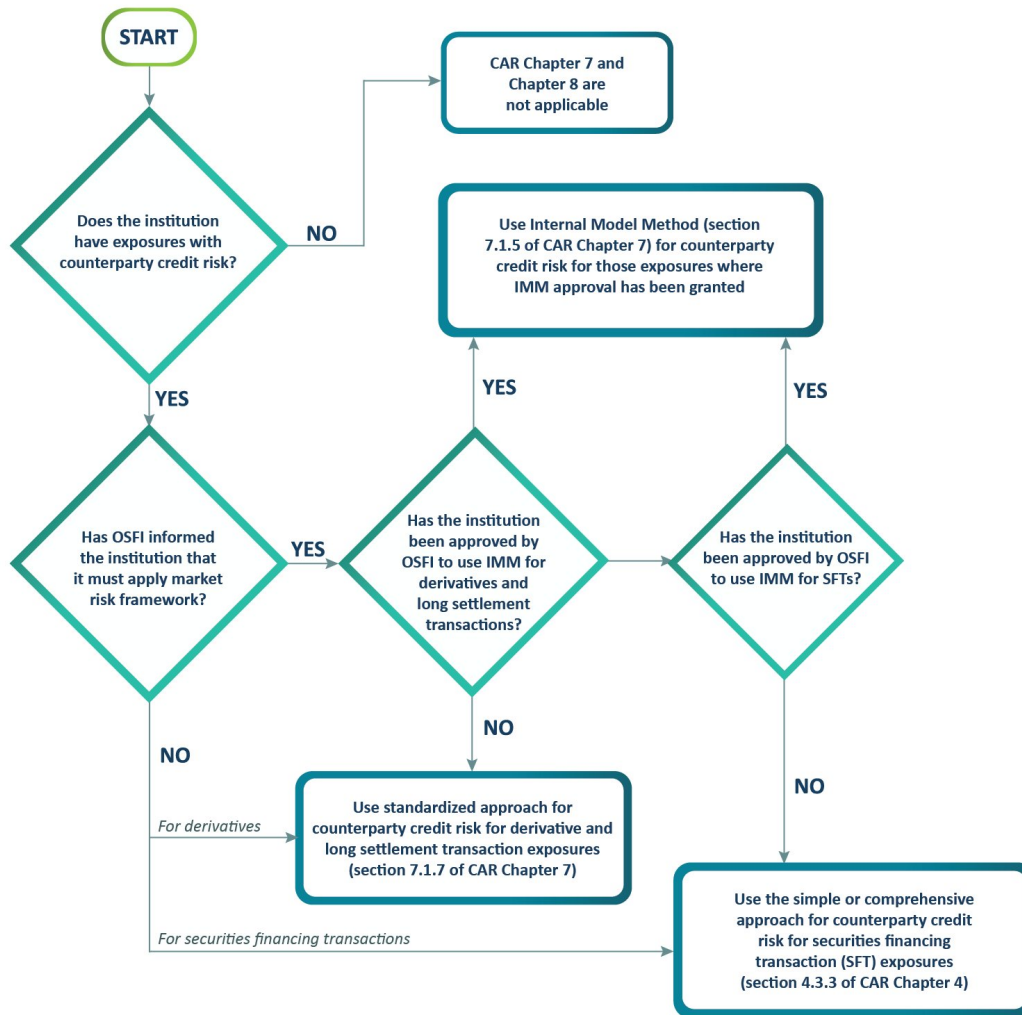 START
CAR Chapter 7 and
Chapter 8 are
not applicable
Does the institution
have exposures with
counterparty credit risk?
NO
Use Internal Model Method (section
7.1.5 of CAR Chapter 7) for counterparty
credit risk for those exposures where
IMM approval has been granted
YES
YES
YES
Has OSFI informed
the institution that
it must apply market
risk framework?
YES
Has the institution
been approved by
OSFI to use IMM for
derivatives and
long settlement
transactions?
Has the institution
been approved by OSFI
to use IMM for SFTs?
NO
NO
NO
For derivatives
Use standardized approach for
counterparty credit risk for derivative and
long settlement transaction exposures
(section 7.1.7 of CAR Chapter 7)
For securities financing transactions
Use the simple or comprehensive
approach for counterparty credit
risk for securities financing
transaction (SFT) exposures
(section 4.3.3 of CAR Chapter 4)